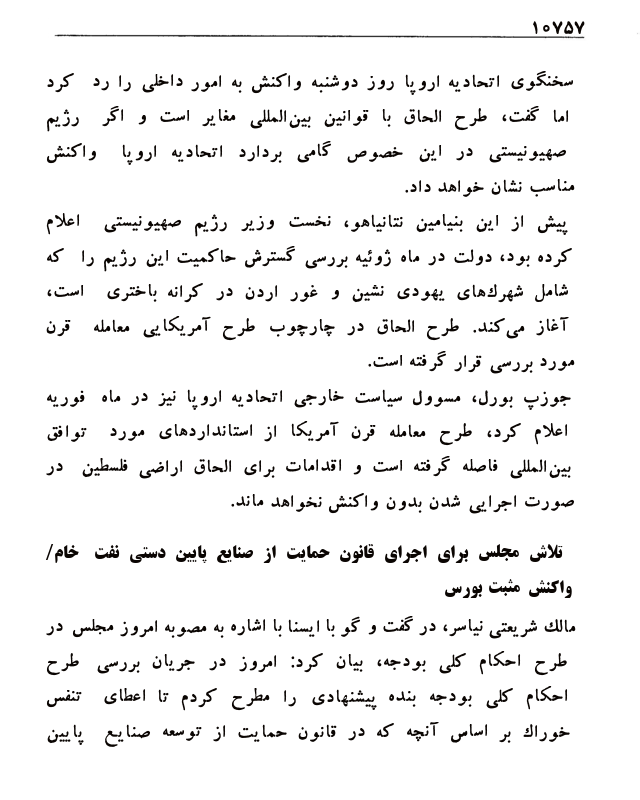 ۱۰۷۵۷
سخنگوی اتحادیه اروپا روز دوشنبه واکنش به امور داخلی را رد کرد
اما گفت، طرح الحاق با قوانین بین‌المللی مغایر است و اگر رژیم
صهیونیستی در این خصوص گامی بردارد اتحادیه اروپا واکنش
مناسب نشان خواهد داد.
پیش از این بنیامین نتانیاهو، نخست وزیر رژیم صهیونیستی اعلام
کرده بود، دولت در ماه ژوئیه بررسی گسترش حاکمیت این رژیم را که
شامل شهرك‌های یهودی نشین و غور اردن در کرانه باختری است،
آغاز می‌کند. طرح الحاق در چارچوب طرح آمریکایی معامله قرن
مورد بررسی قرار گرفته است.
جوزپ بورل، مسوول سیاست خارجی اتحادیه اروپا نیز در ماه فوریه
اعلام کرد، طرح معامله قرن آمریکا از استانداردهای مورد توافق
بین‌المللی فاصله گرفته است و اقدامات برای الحاق اراضی فلسطین در
صورت اجرایی شدن بدون واکنش نخواهد ماند.
تلاش مجلس برای اجرای قانون حمایت از صنایع پایین دستی نفت خام/
واکنش مثبت بورس
مالك شریعتی نیاسر، در گفت و گو با ایسنا با اشاره به مصوبه امروز مجلس در
طرح احکام کلی بودجه، بیان کرد: امروز در جریان بررسی طرح
احکام کلی بودجه بنده پیشنهادی را مطرح کردم تا اعطای تنفس
خوراك بر اساس آنچه که در قانون حمایت از توسعه صنایع پایین